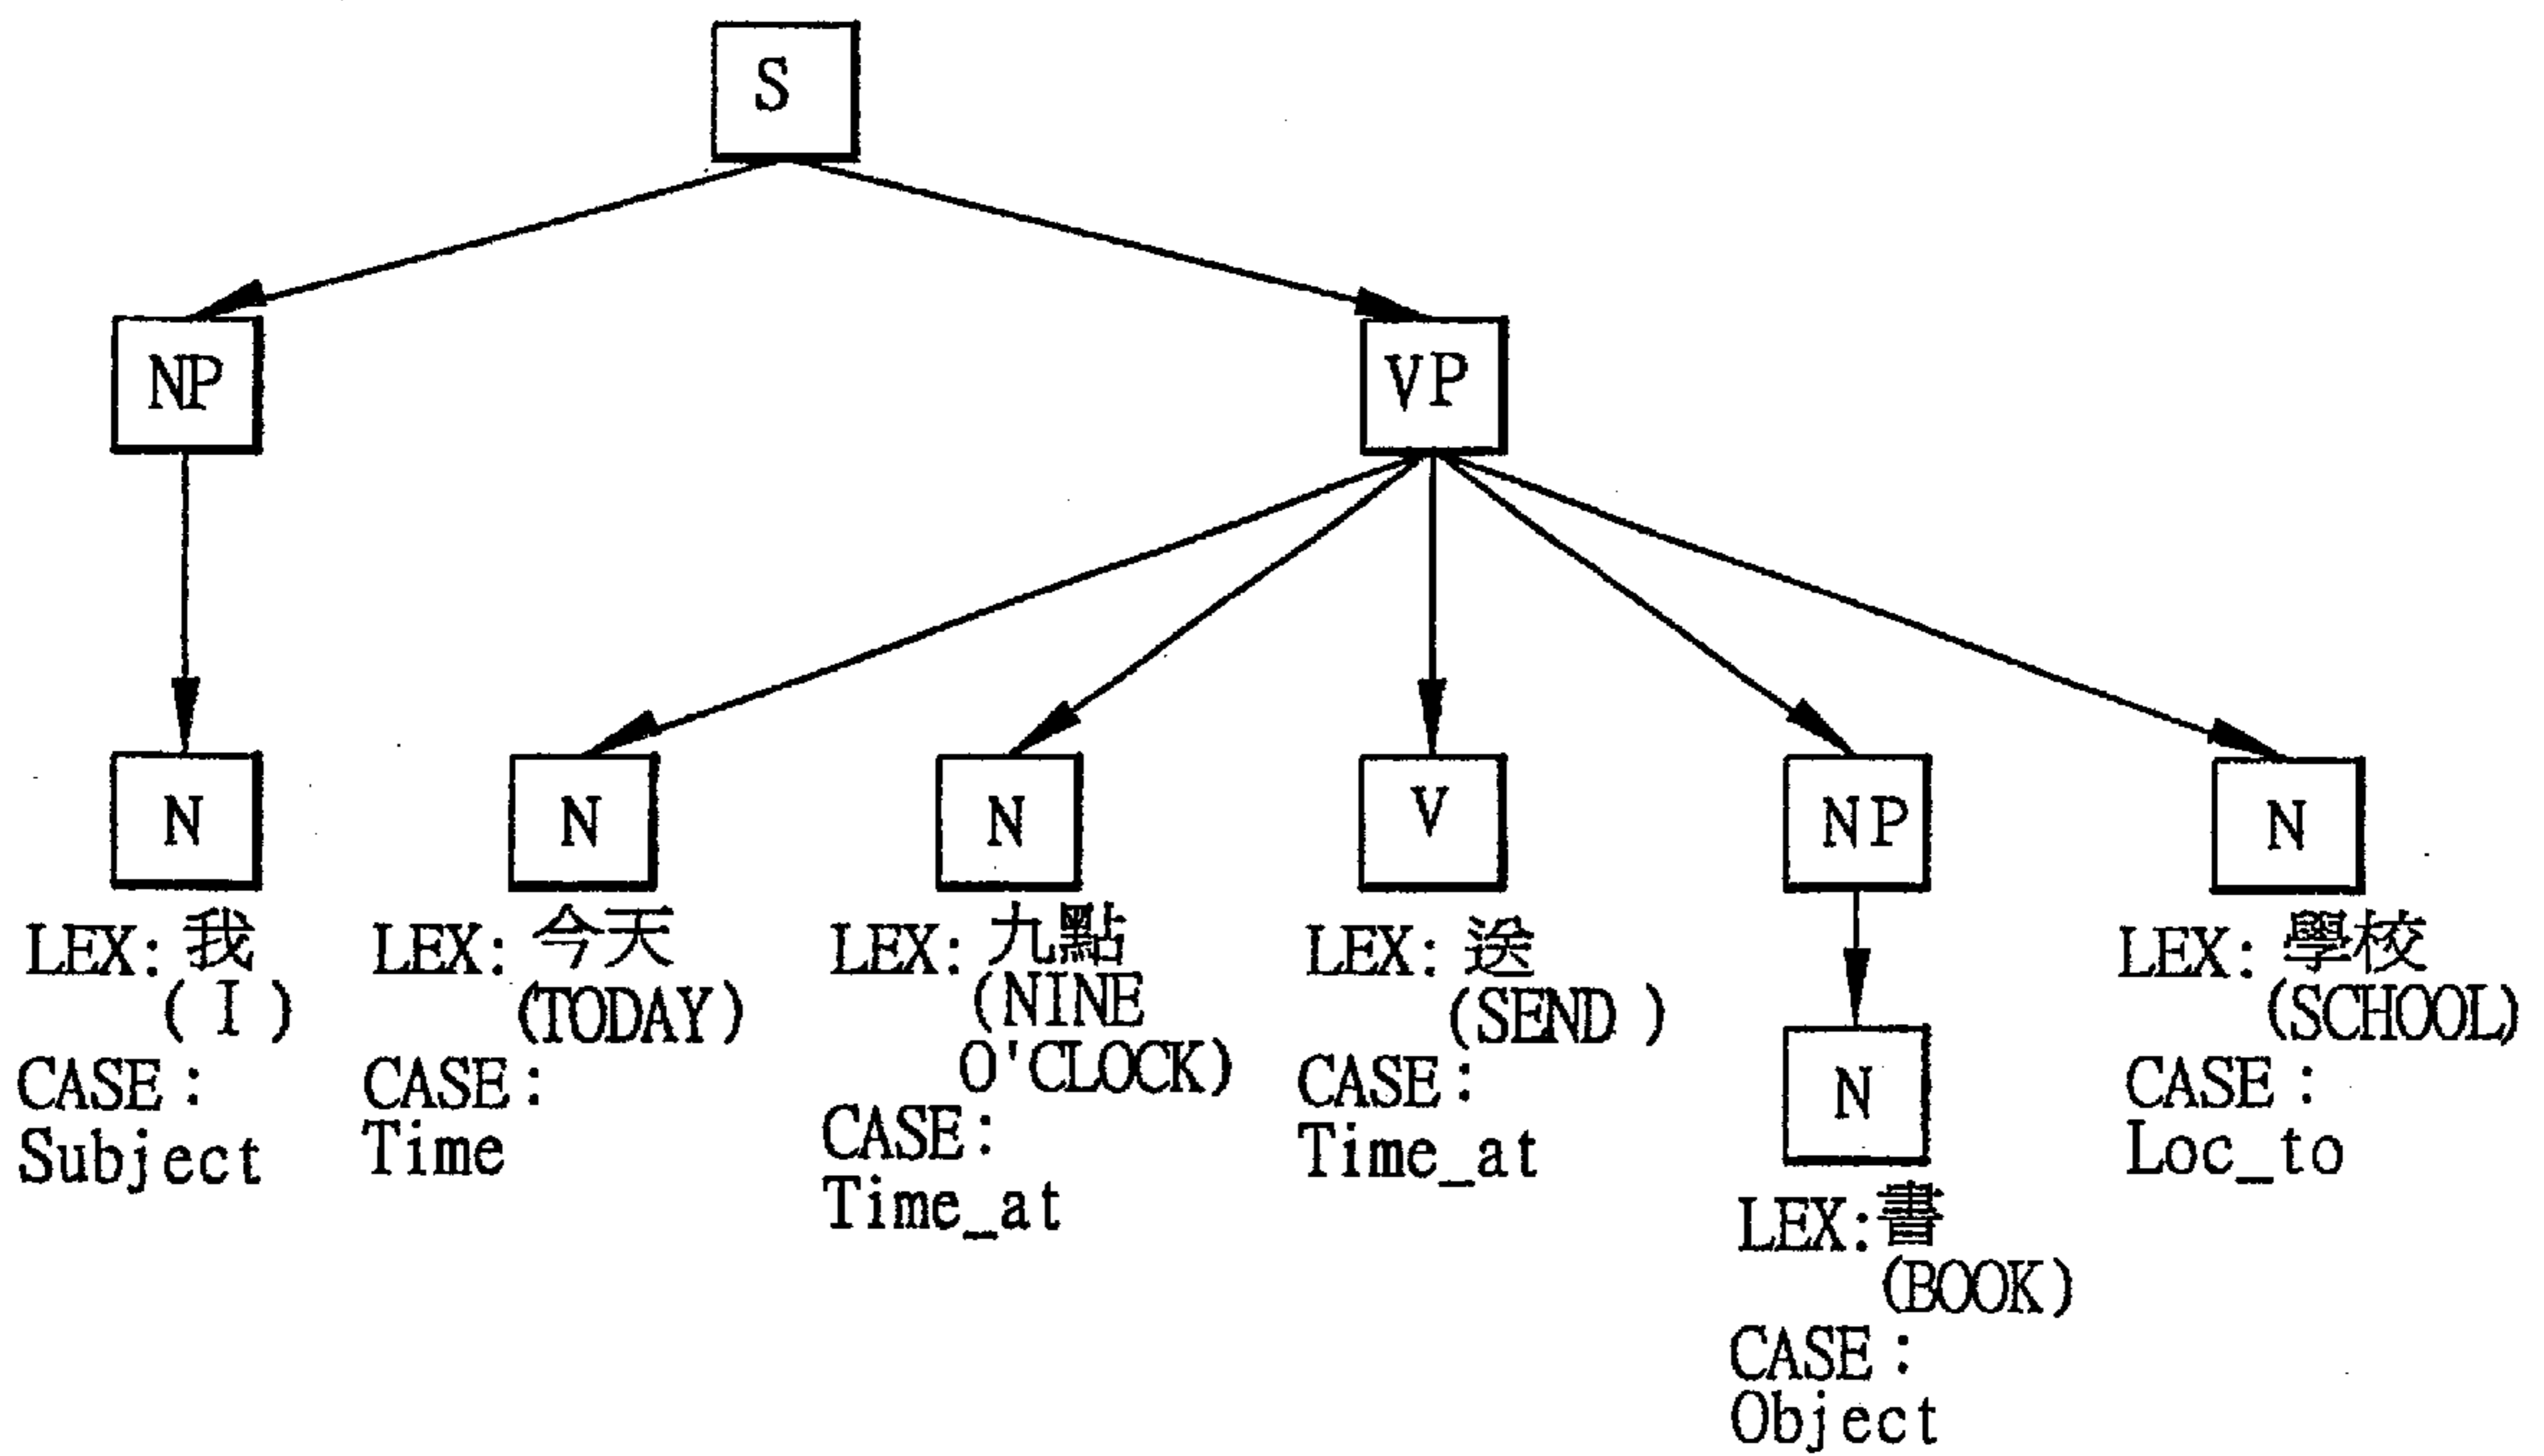 S
NP
VP
N
N
N
V
NP
N
LEX: 我
(I)
CASE:
Subject
LEX: 今天
(TODAY)
CASE:
Time
LEX: 九點
(NINE
O'CLOCK)
CASE:
Time_at
LEX: 送
(SEND )
CASE:
Time_at
N
LEX:書
(BOOK)
CASE:
Object
LEX: 學校
(SCHOOL)
CASE:
Loc_to